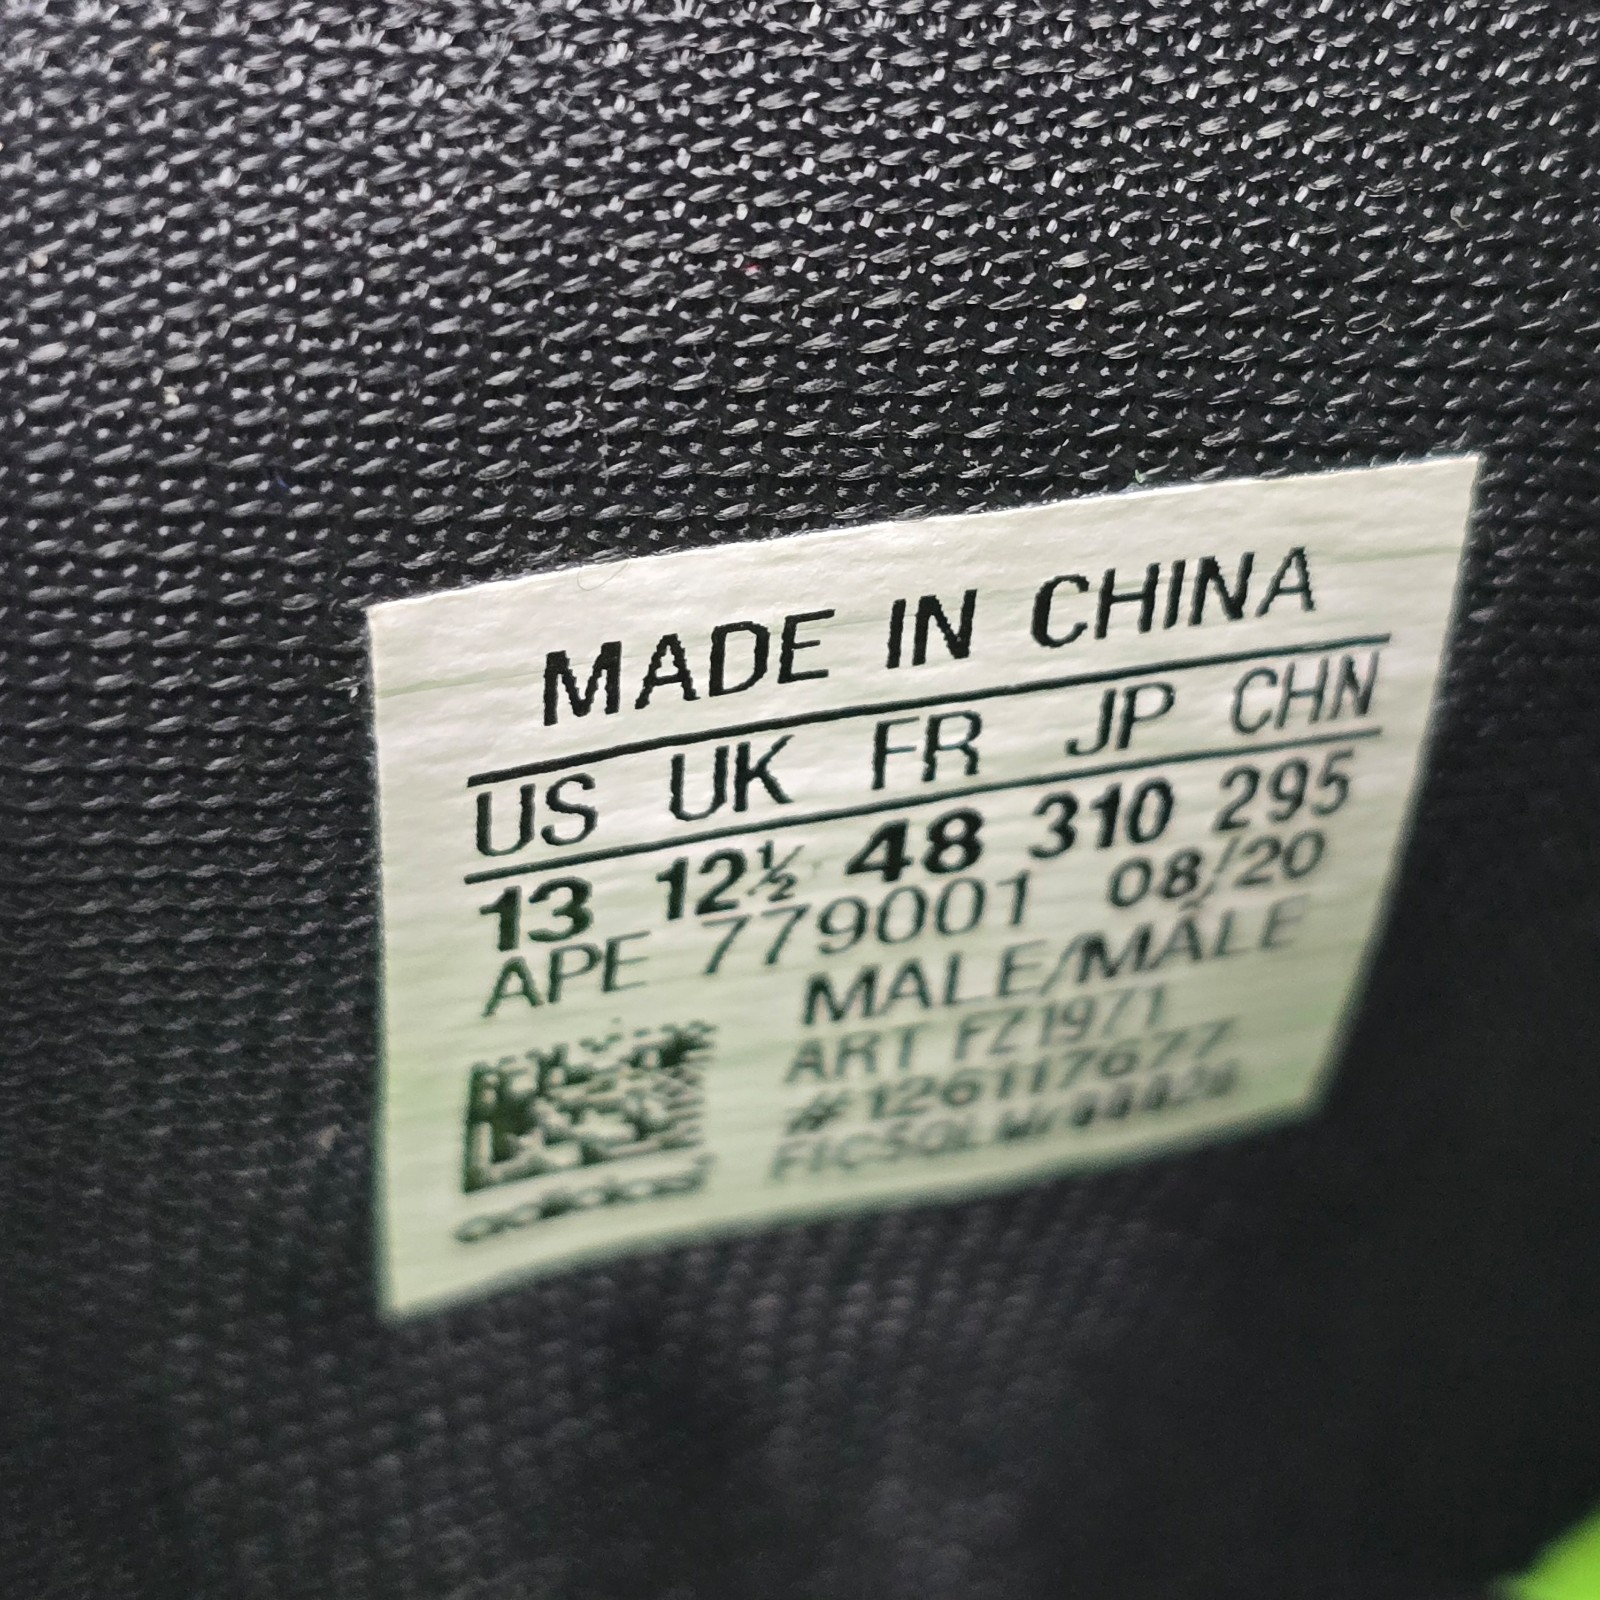 MADE IN CHINA
US UK FR JP CHN
13 12½ 48 310 295
APE 779001 08/20
MALE/MÂLE
ART FZ1971
#1261117677
adidas